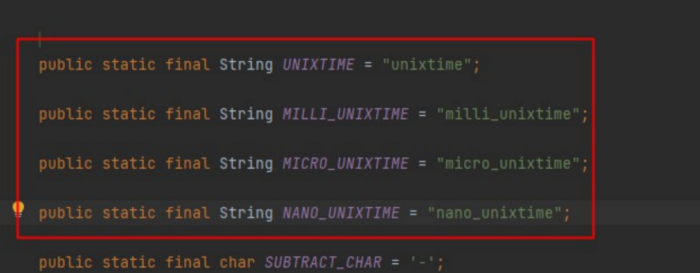 public static final String UNIXTIME = "unixtime";
public static final String MILLI_UNIXTIME = "milli_unixtime";
public static final String MICRO_UNIXTIME = "micro_unixtime";
public static final String NANO_UNIXTIME = "nano_unixtime";
public static final char SUBTRACT_CHAR = '-';